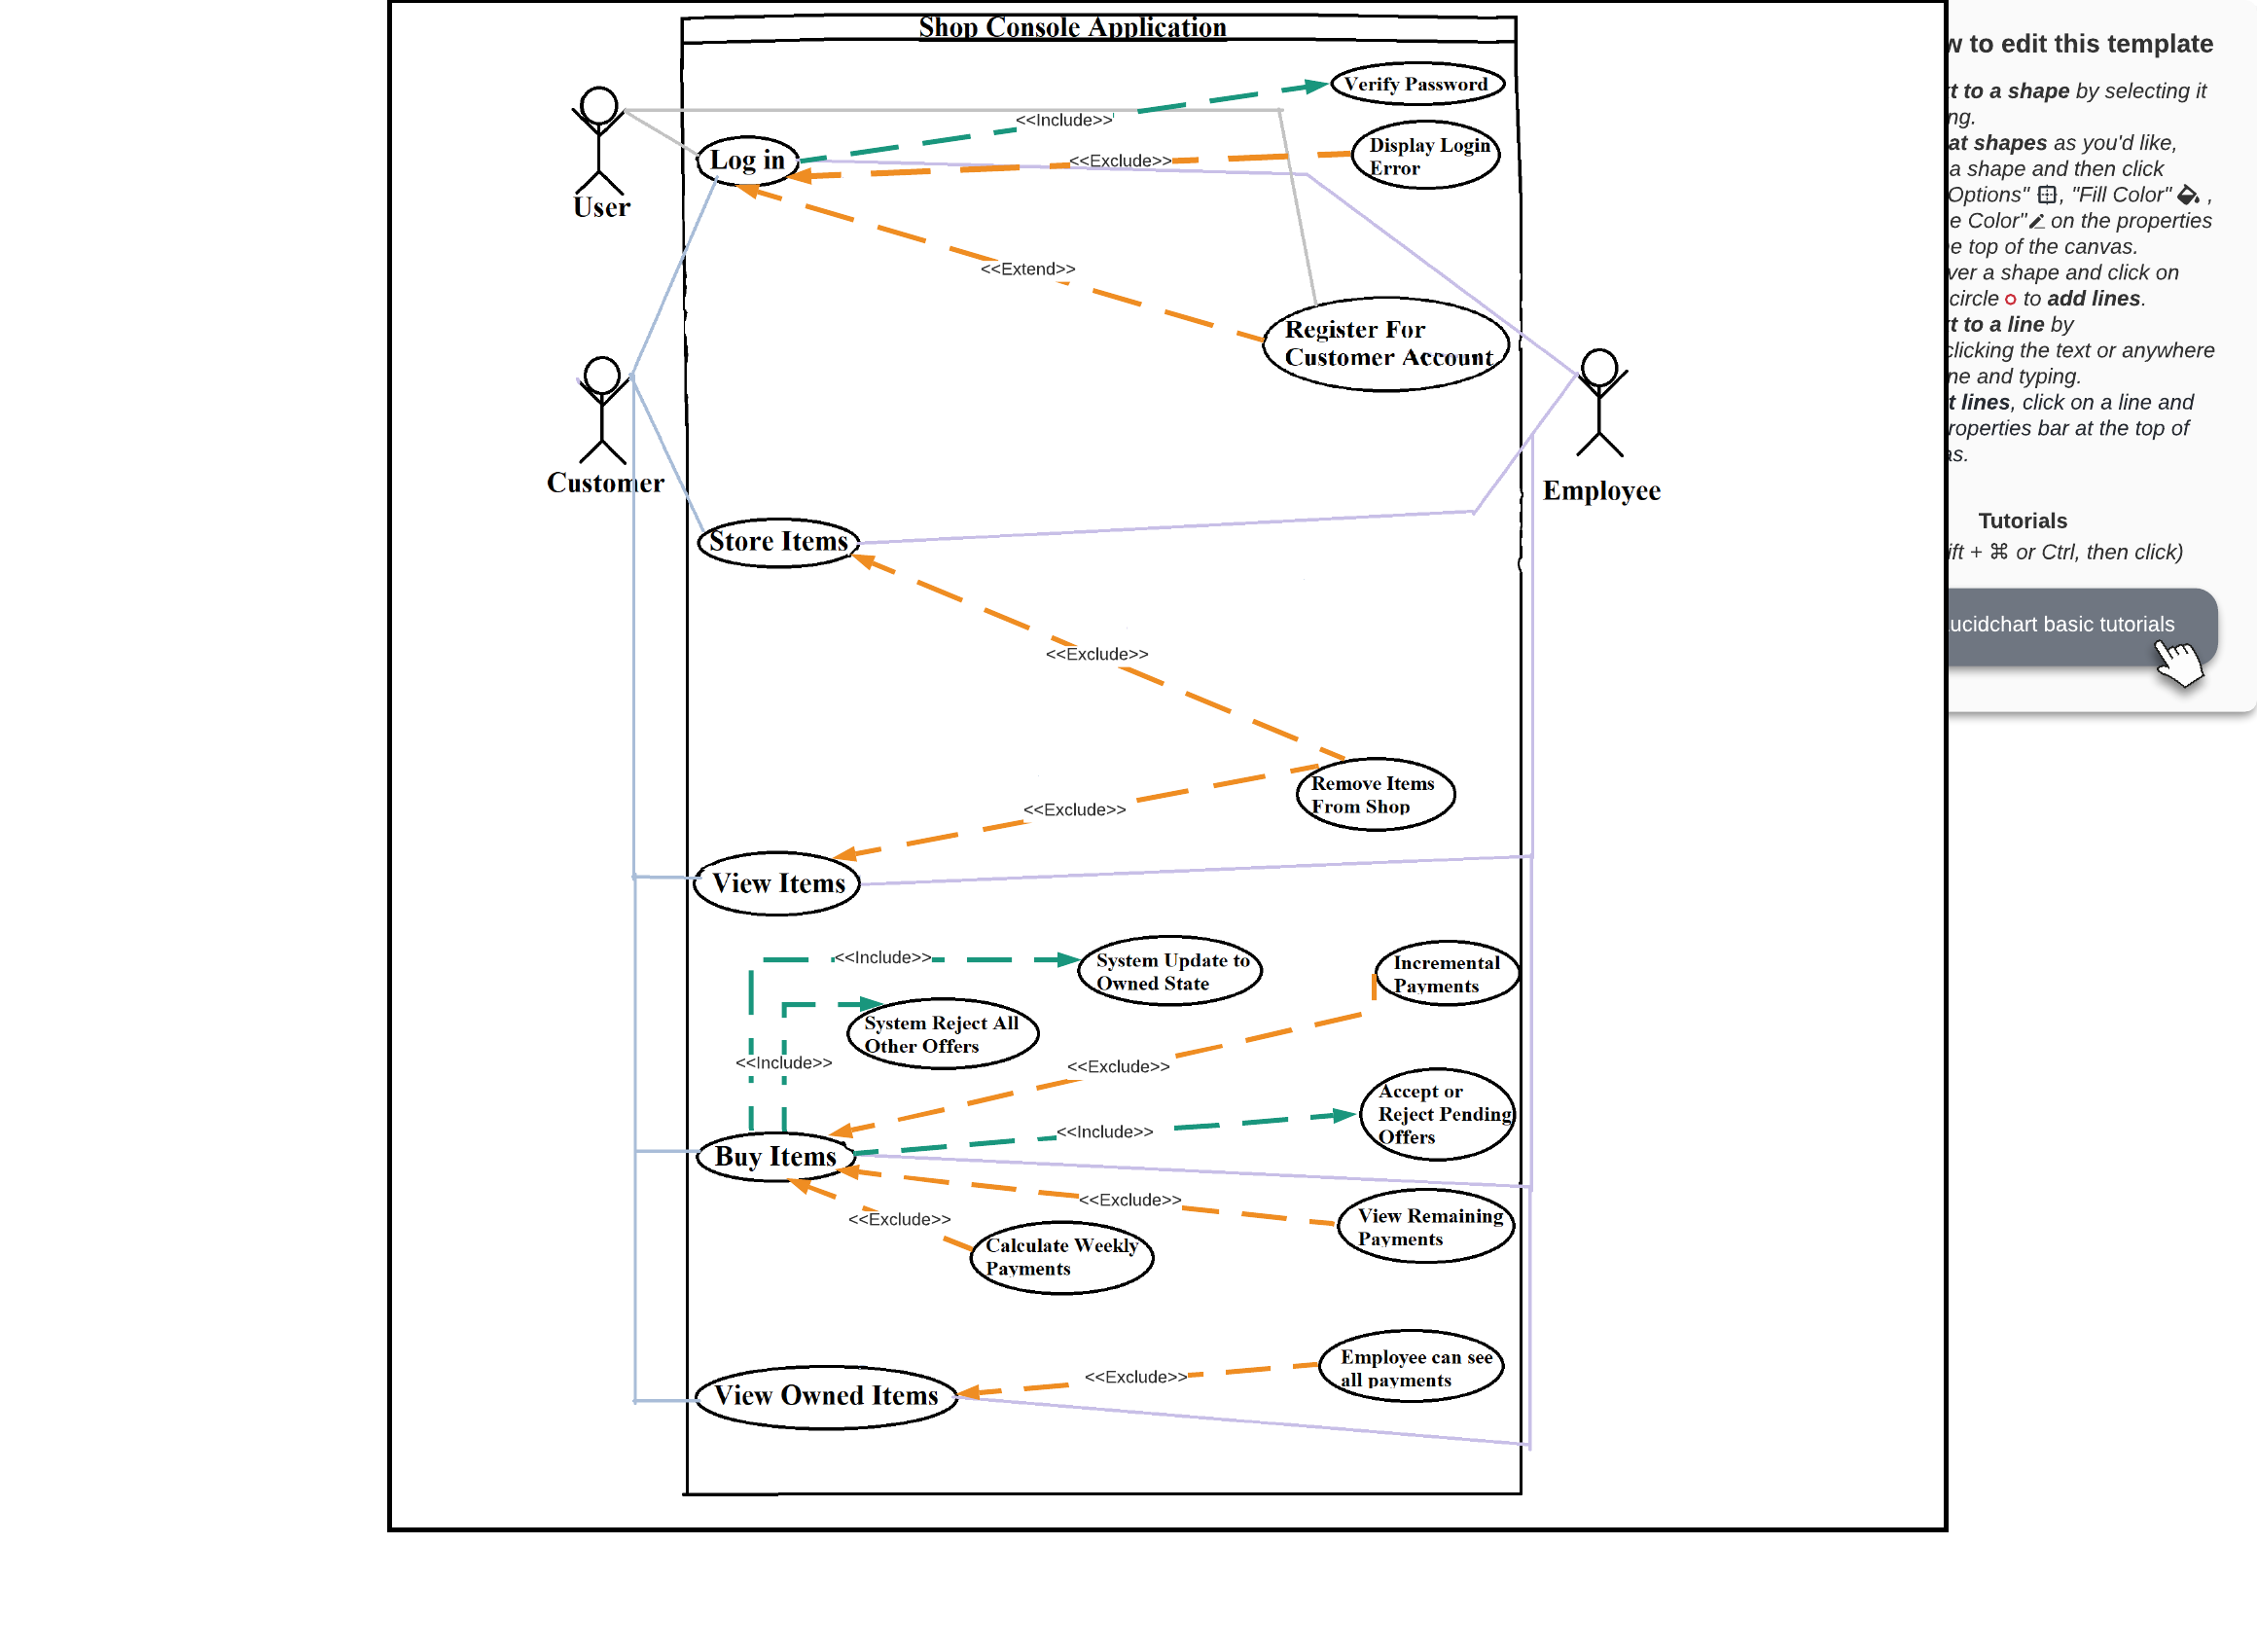 Shop Console Application
Verify Password
<<Include>>
Log in
<<Exclude>>
Display Login
Error
User
<<Extend>>
Register For
Customer Account
Customer
Employee
Store Items
<<Exclude>>
Remove Items
From Shop
<<Exclude>>
View Items
<<Include>>
System Update to
Owned State
Incremental
Payments
System Reject All
Other Offers
<<Include>>
<<Exclude>>
Accept or
Reject Pending
Offers
<<Include>>
Buy Items
<<Exclude>>
View Remaining
Payments
<<Exclude>>
Calculate Weekly
Payments
Employee can see
all payments
<<Exclude>>
View Owned Items
w to edit this template
t to a shape by selecting it
ng.
at shapes as you'd like,
a shape and then click
Options" , "Fill Color" ,
e Color" on the properties
e top of the canvas.
ver a shape and click on
circle to add lines.
t to a line by
clicking the text or anywhere
ne and typing.
t lines, click on a line and
roperties bar at the top of
as.
Tutorials
ift + ⌘ or Ctrl, then click)
ucidchart basic tutorials